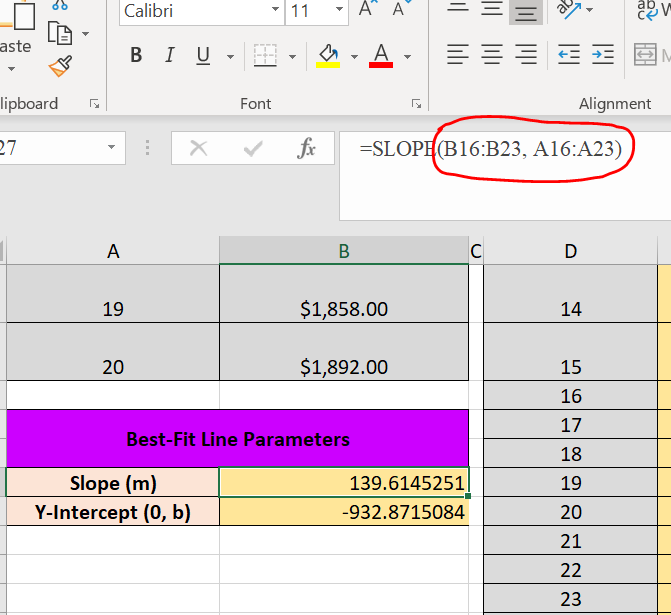 Calibri 11 A A ab
aste B I U A
lipboard Font Alignment
27 fx =SLOPE(B16:B23, A16:A23)
A B C D
19 $1,858.00 14
20 $1,892.00 15
16
Best-Fit Line Parameters 17
18
Slope (m) 139.6145251 19
Y-Intercept (0, b) -932.8715084 20
21
22
23